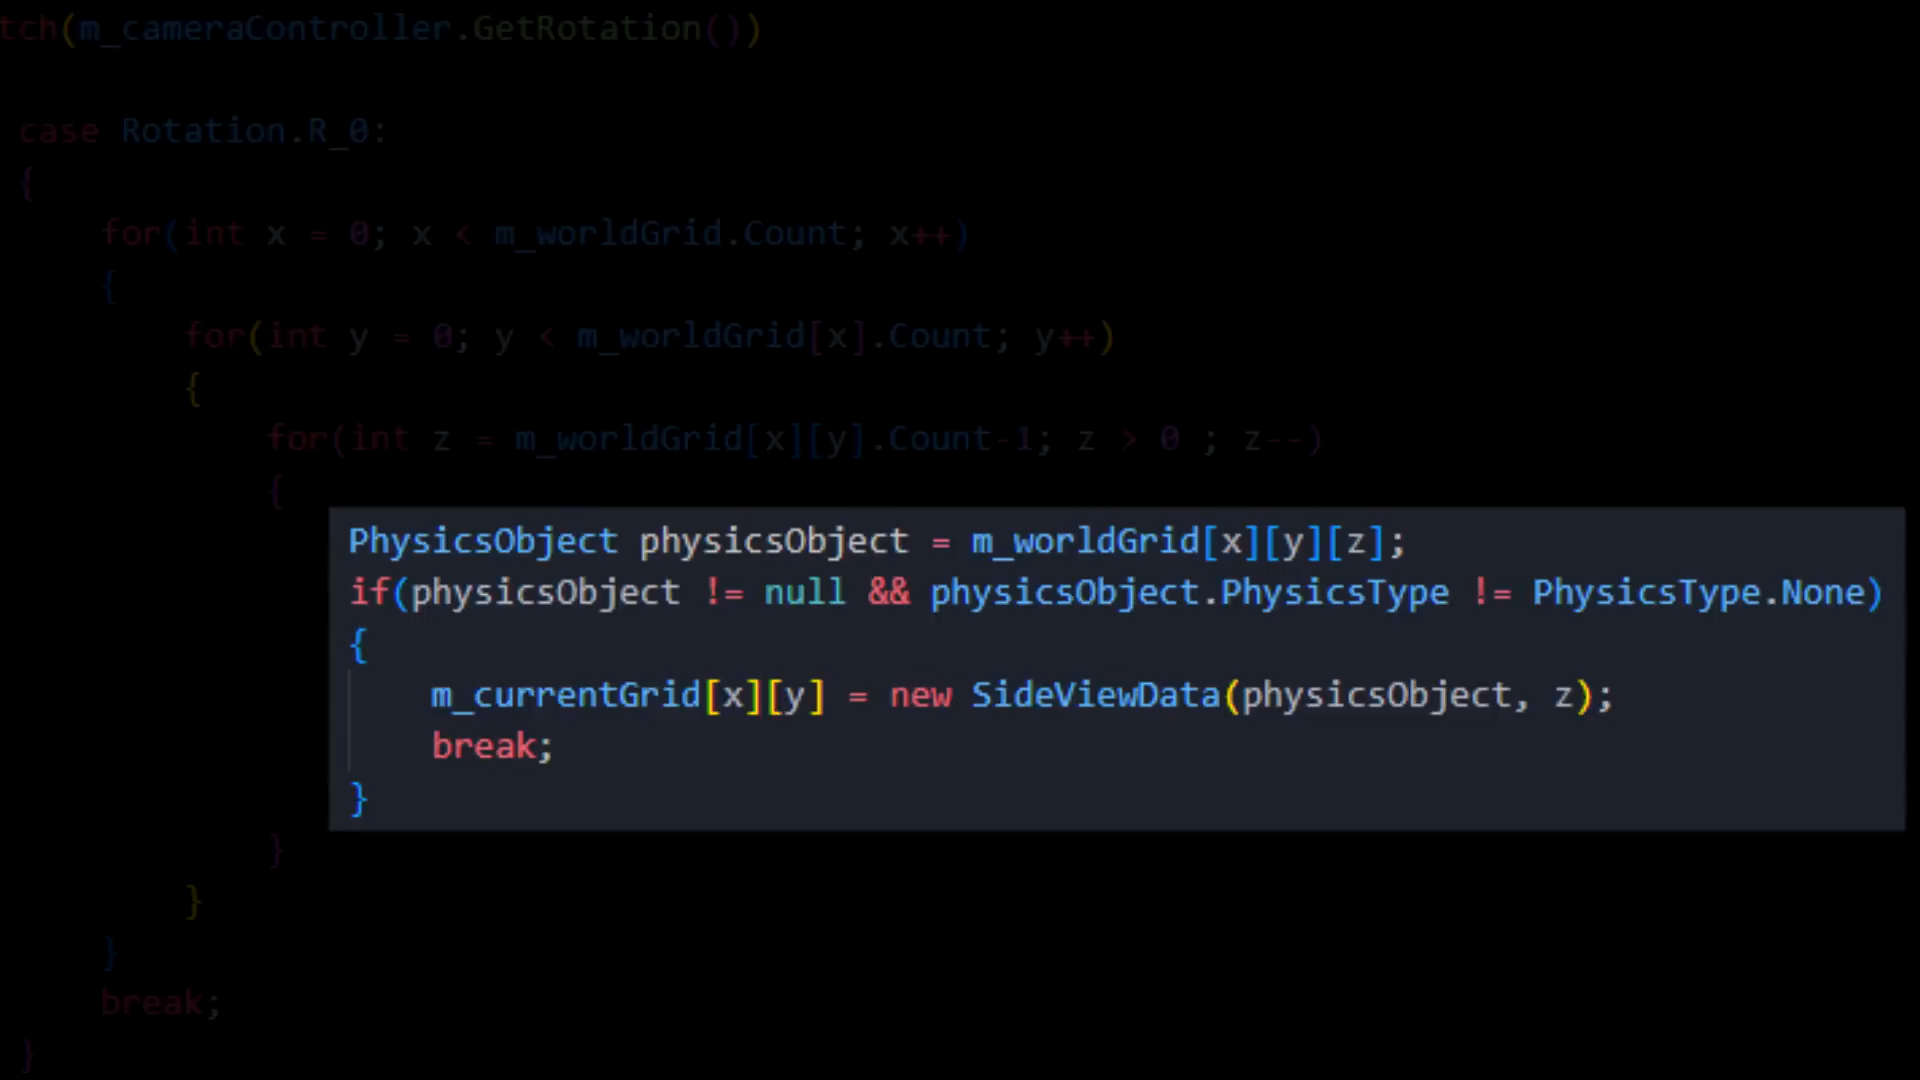 tch(m_cameraController.GetRotation())
case Rotation.R_0:
{
for(int x = 0; x < m_worldGrid.Count; x++)
{
for(int y = 0; y < m_worldGrid[x].Count; y++)
{
for(int z = m_worldGrid[x][y].Count-1; z > 0 ; z--)
{
PhysicsObject physicsObject = m_worldGrid[x][y][z];
if(physicsObject != null && physicsObject.PhysicsType != PhysicsType.None)
{
m_currentGrid[x][y] = new SideViewData(physicsObject, z);
break;
}
}
}
}
break;
}